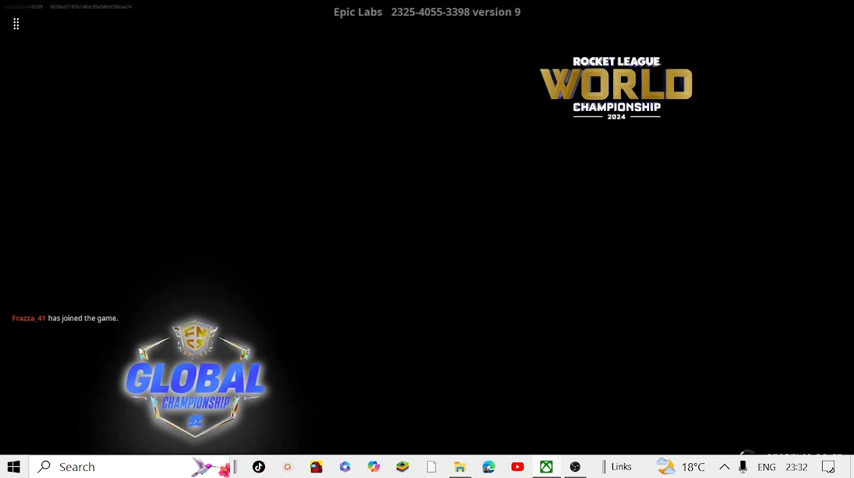 Epic Labs 2325-4055-3398 version 9
ROCKET LEAGUE
WORLD
CHAMPIONSHIP
2024
Frazza_41 has joined the game.
FNCS
GLOBAL
CHAMPIONSHIP
Search
Links
18°C
ENG
23:32